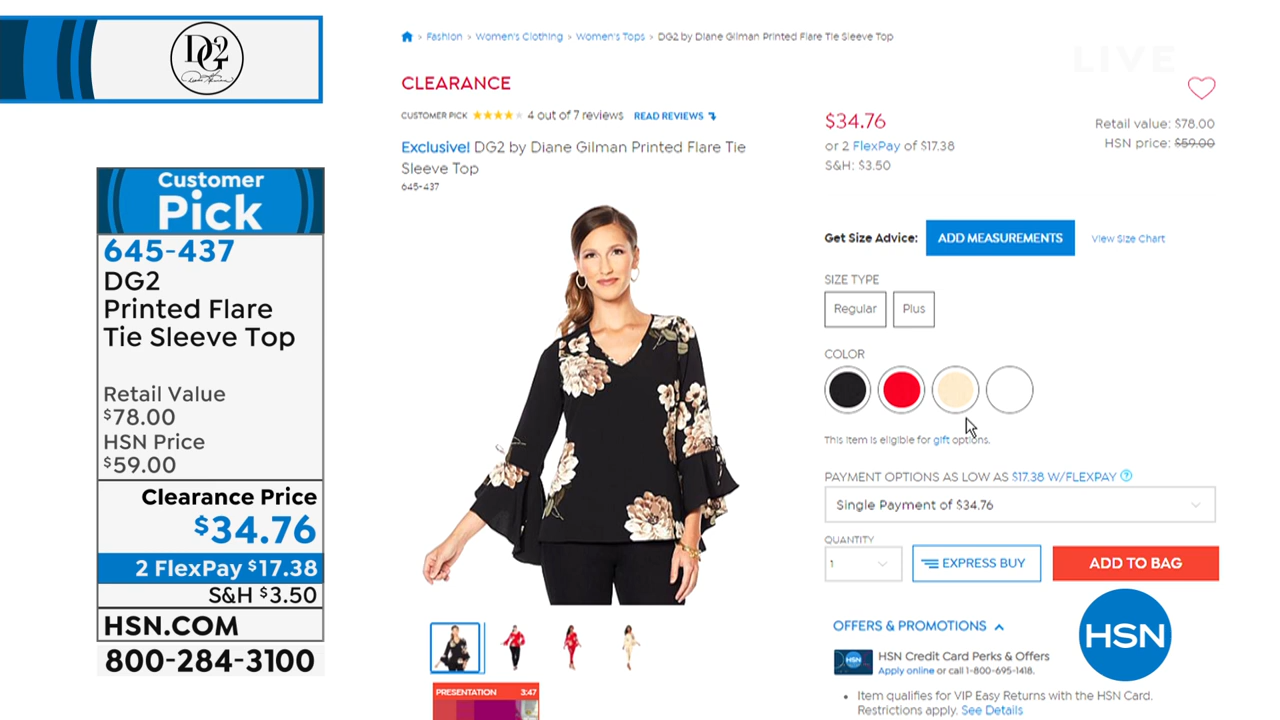 DG2
Customer
Pick
645-437
DG2
Printed Flare
Tie Sleeve Top
Retail Value
$78.00
HSN Price
$59.00
Clearance Price
$34.76
2 FlexPay $17.38
S&H $3.50
HSN.COM
800-284-3100
Fashion > Women's Clothing > Women's Tops > DG2 by Diane Gilman Printed Flare Tie Sleeve Top
LIVE
CLEARANCE
CUSTOMER PICK 4 out of 7 reviews READ REVIEWS
Exclusive! DG2 by Diane Gilman Printed Flare Tie
Sleeve Top
645-437
$34.76
or 2 FlexPay of $17.38
S&H: $3.50
Retail value: $78.00
HSN price: $59.00
Get Size Advice: ADD MEASUREMENTS View Size Chart
SIZE TYPE
Regular Plus
COLOR
This item is eligible for gift options.
PAYMENT OPTIONS AS LOW AS $17.38 W/FLEXPAY ?
Single Payment of $34.76
QUANTITY
1 EXPRESS BUY ADD TO BAG
OFFERS & PROMOTIONS
HSN
HSN HSN Credit Card Perks & Offers
Apply online or call 1-800-695-1418.
• Item qualifies for VIP Easy Returns with the HSN Card.
Restrictions apply. See Details
PRESENTATION 3:47